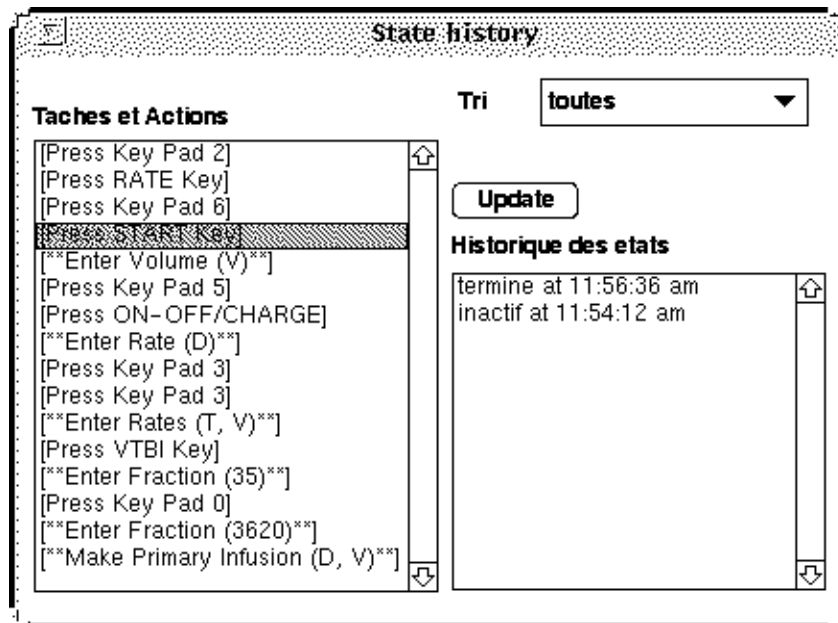 State history
Tri
toutes
Taches et Actions
[Press Key Pad 2]
[Press RATE Key]
[Press Key Pad 6]
[Press START Key]
[**Enter Volume (V)**]
[Press Key Pad 5]
[Press ON-OFF/CHARGE]
[**Enter Rate (D)**]
[Press Key Pad 3]
[Press Key Pad 3]
[**Enter Rates (T, V)**]
[Press VTBI Key]
[**Enter Fraction (35)**]
[Press Key Pad 0]
[**Enter Fraction (3620)**]
[**Make Primary Infusion (D, V)**]
Update
Historique des etats
termine at 11:56:36 am
inactif at 11:54:12 am